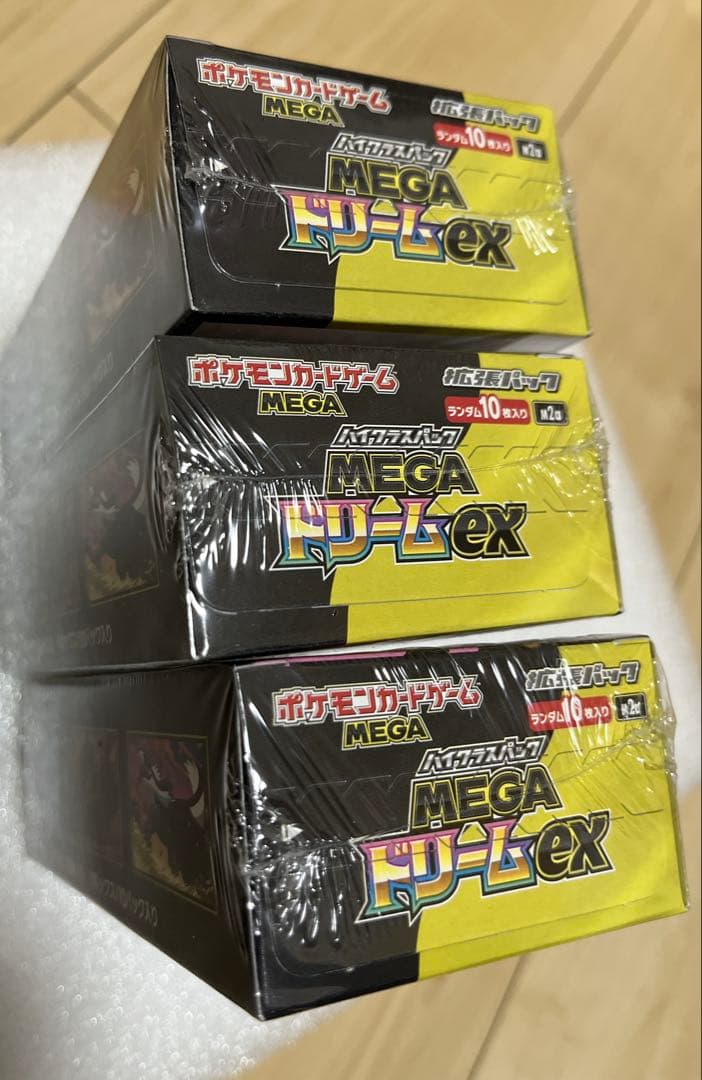 ポケモンカードゲーム
MEGA
拡張パック
ランダム10枚入り M2a
ハイクラスパック
MEGA
ドリームex
ポケモンカードゲーム
MEGA
拡張パック
ランダム10枚入り M2a
ハイクラスパック
MEGA
ドリームex
ポケモンカードゲーム
MEGA
拡張パック
ランダム10枚入り M2a
ハイクラスパック
MEGA
ドリームex